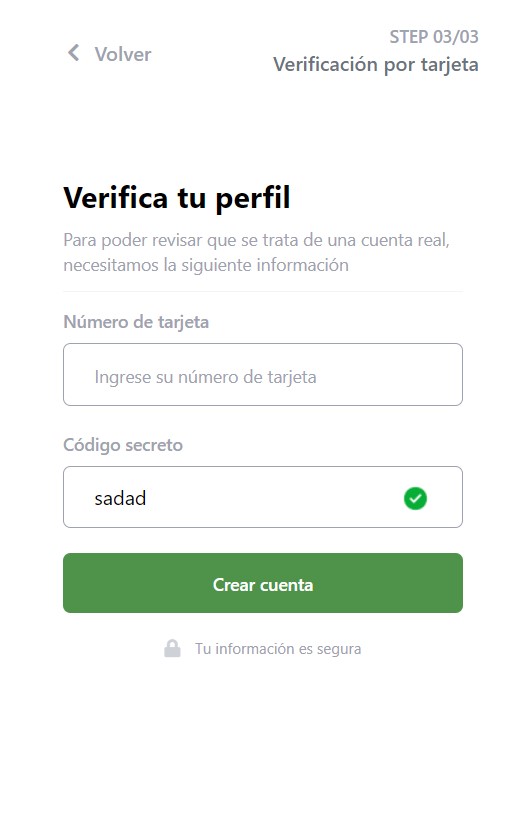 Volver
STEP 03/03
Verificación por tarjeta
Verifica tu perfil
Para poder revisar que se trata de una cuenta real,
necesitamos la siguiente información
Número de tarjeta
Ingrese su número de tarjeta
Código secreto
sadad
Crear cuenta
Tu información es segura